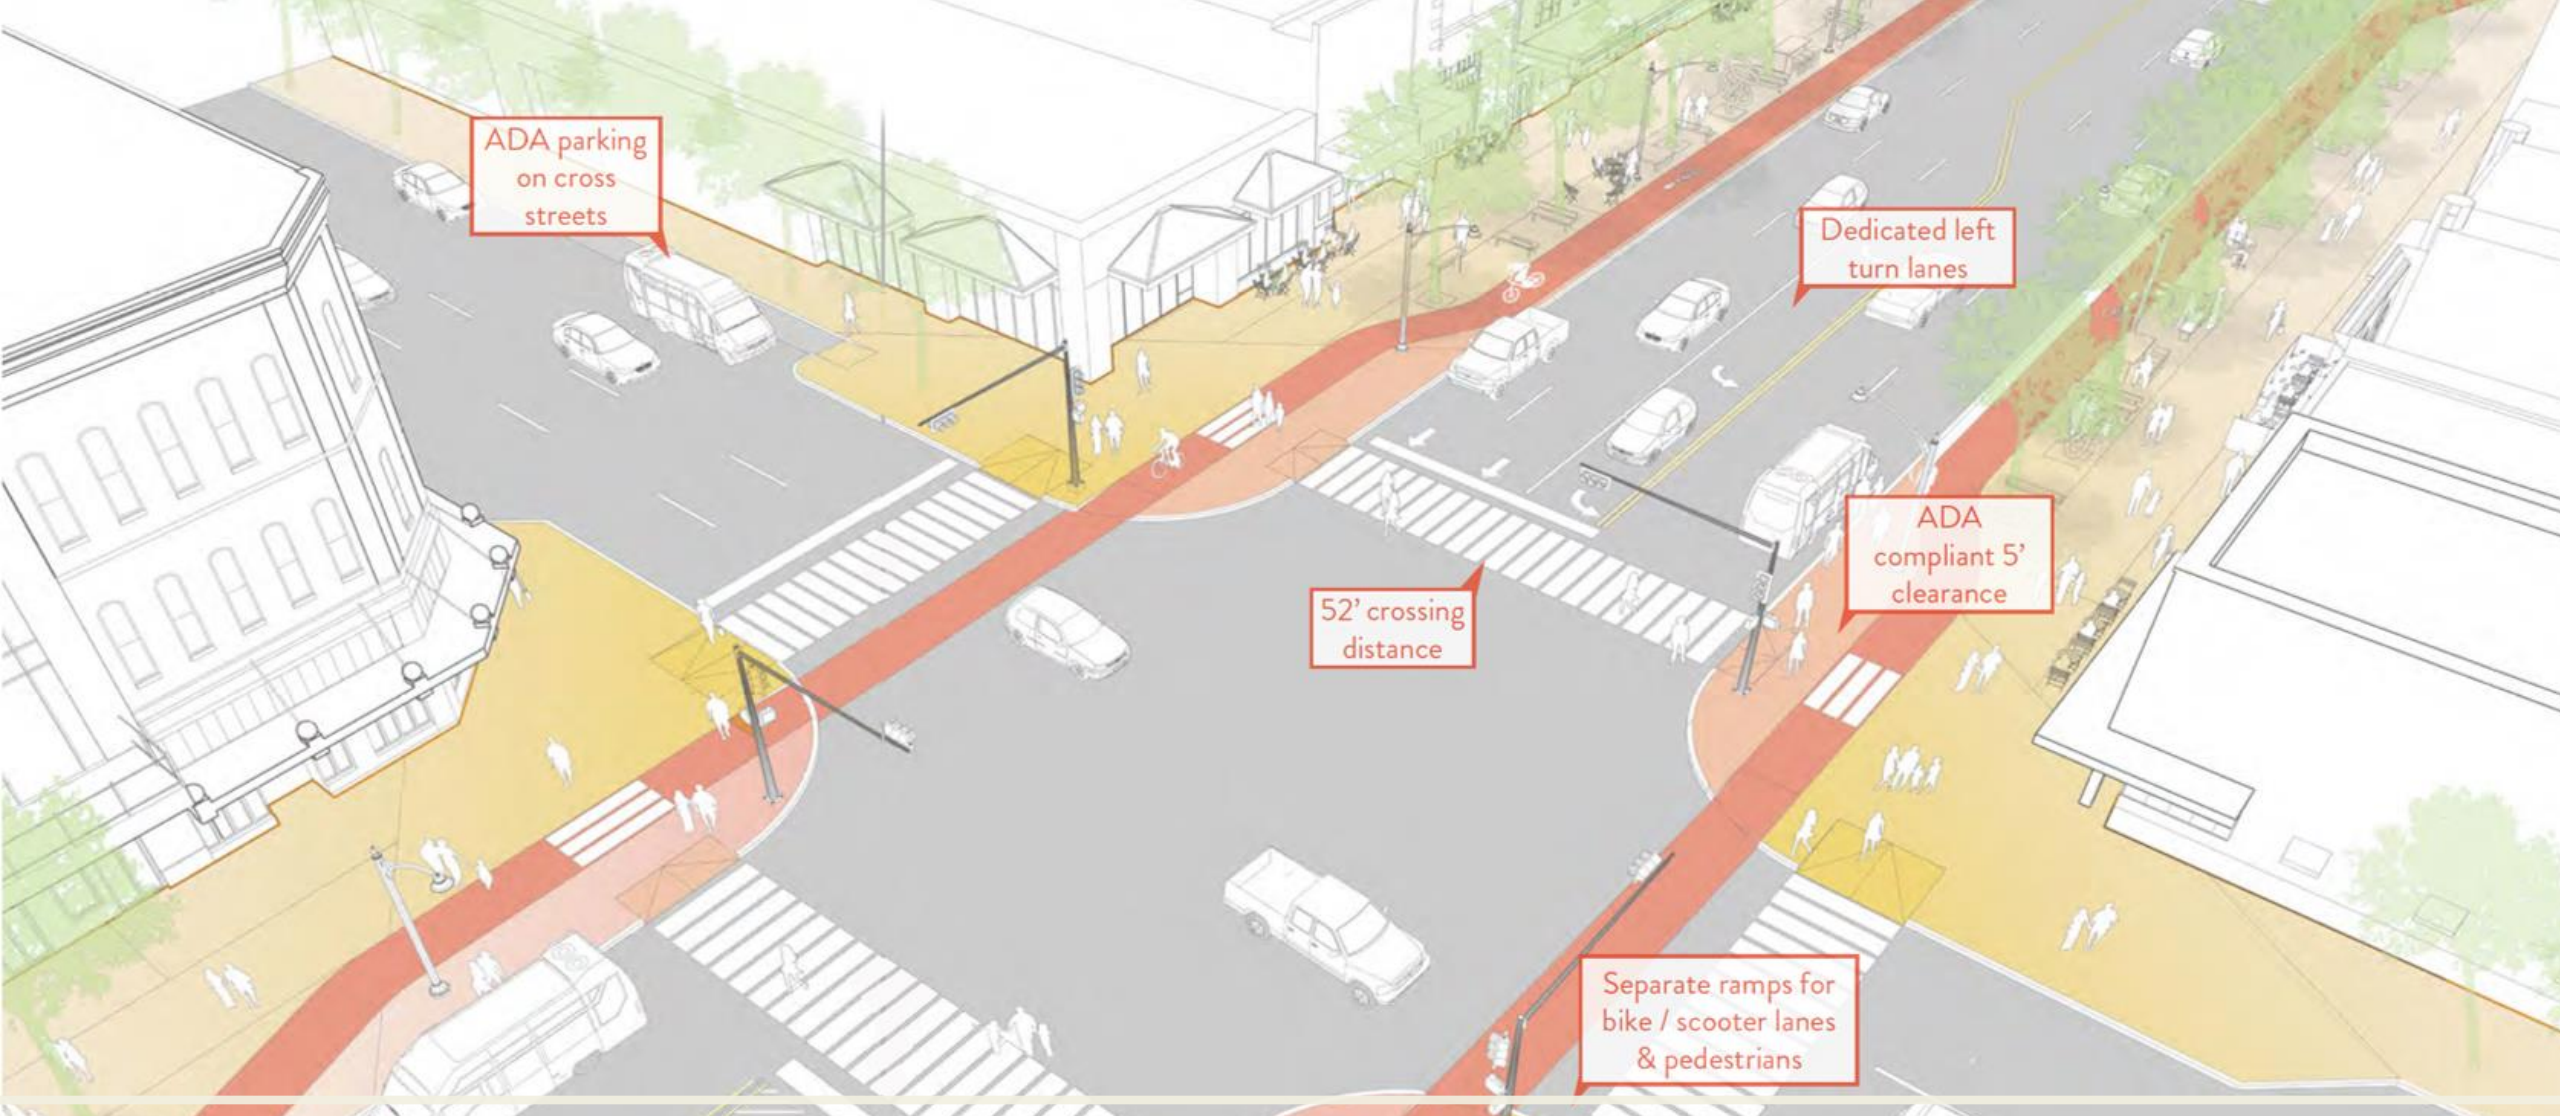 ADA parking
on cross
streets
Dedicated left
turn lanes
ADA
compliant 5’
clearance
52’ crossing
distance
Separate ramps for
bike / scooter lanes
& pedestrians